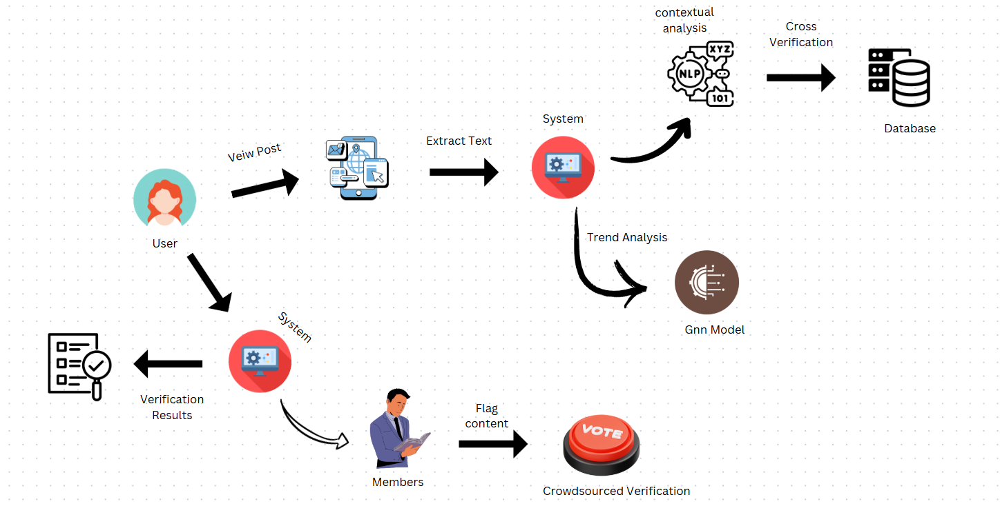 contextual
analysis
XYZ
NLP
101
Cross
Verification
Database
System
Extract Text
Veiw Post
User
Trend Analysis
Gnn Model
System
Verification
Results
Flag
content
VOTE
Members
Crowdsourced Verification